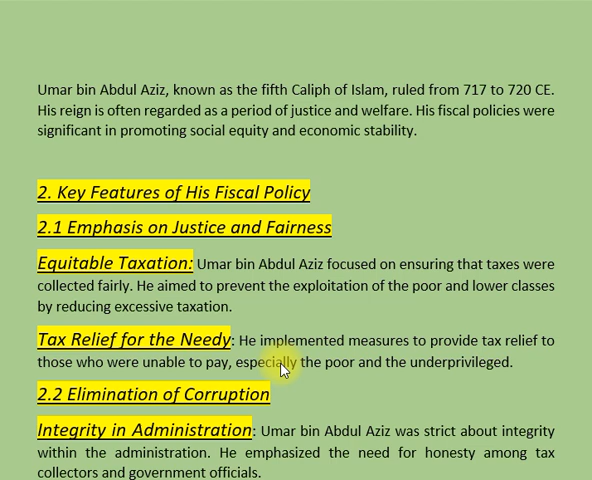 Umar bin Abdul Aziz, known as the fifth Caliph of Islam, ruled from 717 to 720 CE.
His reign is often regarded as a period of justice and welfare. His fiscal policies were
significant in promoting social equity and economic stability.
2. Key Features of His Fiscal Policy
2.1 Emphasis on Justice and Fairness
Equitable Taxation: Umar bin Abdul Aziz focused on ensuring that taxes were
collected fairly. He aimed to prevent the exploitation of the poor and lower classes
by reducing excessive taxation.
Tax Relief for the Needy: He implemented measures to provide tax relief to
those who were unable to pay, especially the poor and the underprivileged.
2.2 Elimination of Corruption
Integrity in Administration: Umar bin Abdul Aziz was strict about integrity
within the administration. He emphasized the need for honesty among tax
collectors and government officials.